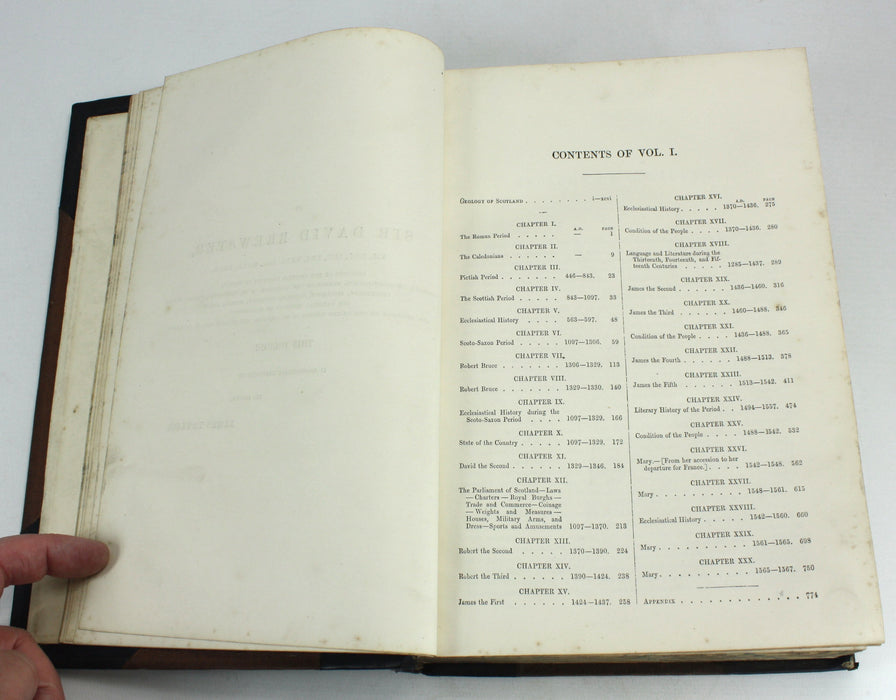 CONTENTS OF VOL. I.
GEOLOGY OF SCOTLAND . . . . . . . . i—xvi
CHAPTER I.
A.D. PAGE
The Roman Period . . . . . — 1
CHAPTER II.
The Caledonians . . . . . . — 9
CHAPTER III.
Pictish Period . . . . . 446—843. 23
CHAPTER IV.
The Scottish Period . . . . . 843—1097. 33
CHAPTER V.
Ecclesiastical History . . . . 563—597. 48
CHAPTER VI.
Scoto-Saxon Period . . . . . 1097—1306. 59
CHAPTER VII.
Robert Bruce . . . . . . . 1306—1329. 113
CHAPTER VIII.
Robert Bruce . . . . . . . 1329—1330. 140
CHAPTER IX.
Ecclesiastical History during the
Scoto-Saxon Period . . . . 1097—1329. 166
CHAPTER X.
State of the Country . . . . 1097—1329. 172
CHAPTER XI.
David the Second . . . . . 1329—1346. 184
CHAPTER XII.
The Parliament of Scotland—Laws
— Charters — Royal Burghs —
Trade and Commerce—Coinage
— Weights and Measures —
Houses, Military Arms, and
Dress—Sports and Amusements 1097—1370. 213
CHAPTER XIII.
Robert the Second . . . . . 1370—1390. 224
CHAPTER XIV.
Robert the Third . . . . . . 1390—1424. 238
CHAPTER XV.
James the First . . . . . . 1424—1437. 258
CHAPTER XVI.
A.D. PAGE
Ecclesiastical History . . . . . 1370—1436. 275
CHAPTER XVII.
Condition of the People . . . . 1370—1436. 280
CHAPTER XVIII.
Language and Literature during the
Thirteenth, Fourteenth, and Fif-
teenth Centuries . . . . . 1285—1437. 289
CHAPTER XIX.
James the Second . . . . . 1436—1460. 316
CHAPTER XX.
James the Third . . . . . 1460—1488. 346
CHAPTER XXI.
Condition of the People . . . . 1436—1488. 365
CHAPTER XXII.
James the Fourth . . . . . 1488—1513. 378
CHAPTER XXIII.
James the Fifth . . . . . 1513—1542. 411
CHAPTER XXIV.
Literary History of the Period . . 1494—1557. 474
CHAPTER XXV.
Condition of the People . . . . 1488—1542. 532
CHAPTER XXVI.
Mary.—[From her accession to her
departure for France.] . . . . 1542—1548. 562
CHAPTER XXVII.
Mary . . . . . . . . 1548—1561. 615
CHAPTER XXVIII.
Ecclesiastical History . . . . . 1542—1560. 660
CHAPTER XXIX.
Mary . . . . . . . . 1561—1565. 698
CHAPTER XXX.
Mary . . . . . . . . 1565—1567. 750
APPENDIX . . . . . . . . . . . . 774
SIR DAVID BREWSTER,
THIS HISTORY